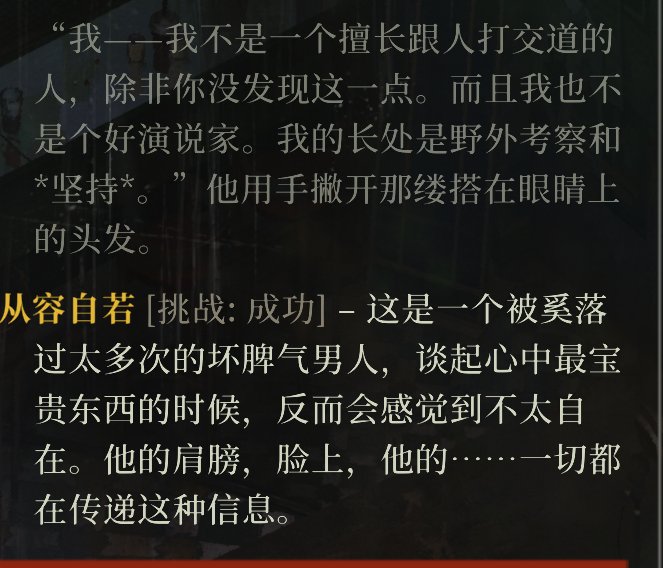 “我——我不是一个擅长跟人打交道的
人，除非你没发现这一点。而且我也不
是个好演说家。我的长处是野外考察和
*坚持*。”他用手撇开那缕搭在眼睛上
的头发。
从容自若 [挑战: 成功] – 这是一个被奚落
过太多次的坏脾气男人，谈起心中最宝
贵东西的时候，反而会感觉到不太自
在。他的肩膀，脸上，他的……一切都
在传递这种信息。